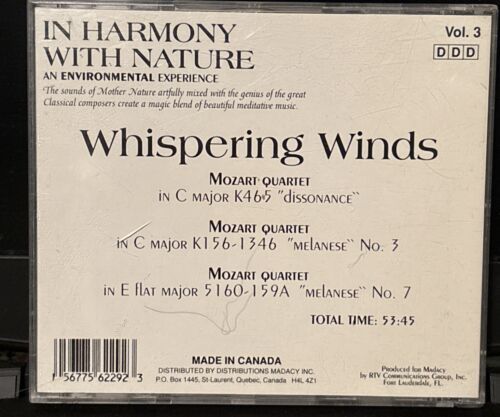 IN HARMONY
WITH NATURE
AN ENVIRONMENTAL EXPERIENCE
Vol. 3
DDD
The sounds of Mother Nature artfully mixed with the genius of the great
Classical composers create a magic blend of beautiful meditative music.
Whispering Winds
MOZART QUARTET
IN C MAJOR K465 "DISSONANCE"
MOZART QUARTET
IN C MAJOR K156-1346 "MELANESE" No. 3
MOZART QUARTET
IN E FLAT MAJOR 5160-159A "MELANESE" No. 7
TOTAL TIME: 53:45
1 56775 62292 3
MADE IN CANADA
DISTRIBUTED BY DISTRIBUTIONS MADACY INC.
P.O. Box 1445, St-Laurent, Quebec, Canada H4L 4Z1
PRODUCED FOR MADACY
BY RTV COMMUNICATIONS GROUP, INC.
FORT LAUDERDALE, FL.